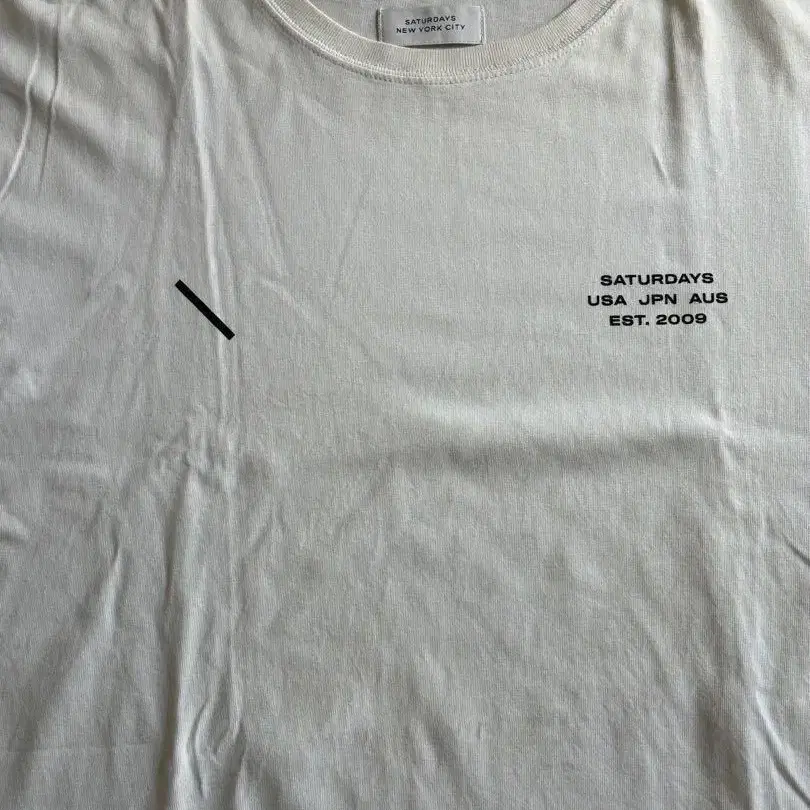 SATURDAYS
NEW YORK CITY
SATURDAYS
USA JPN AUS
EST. 2009